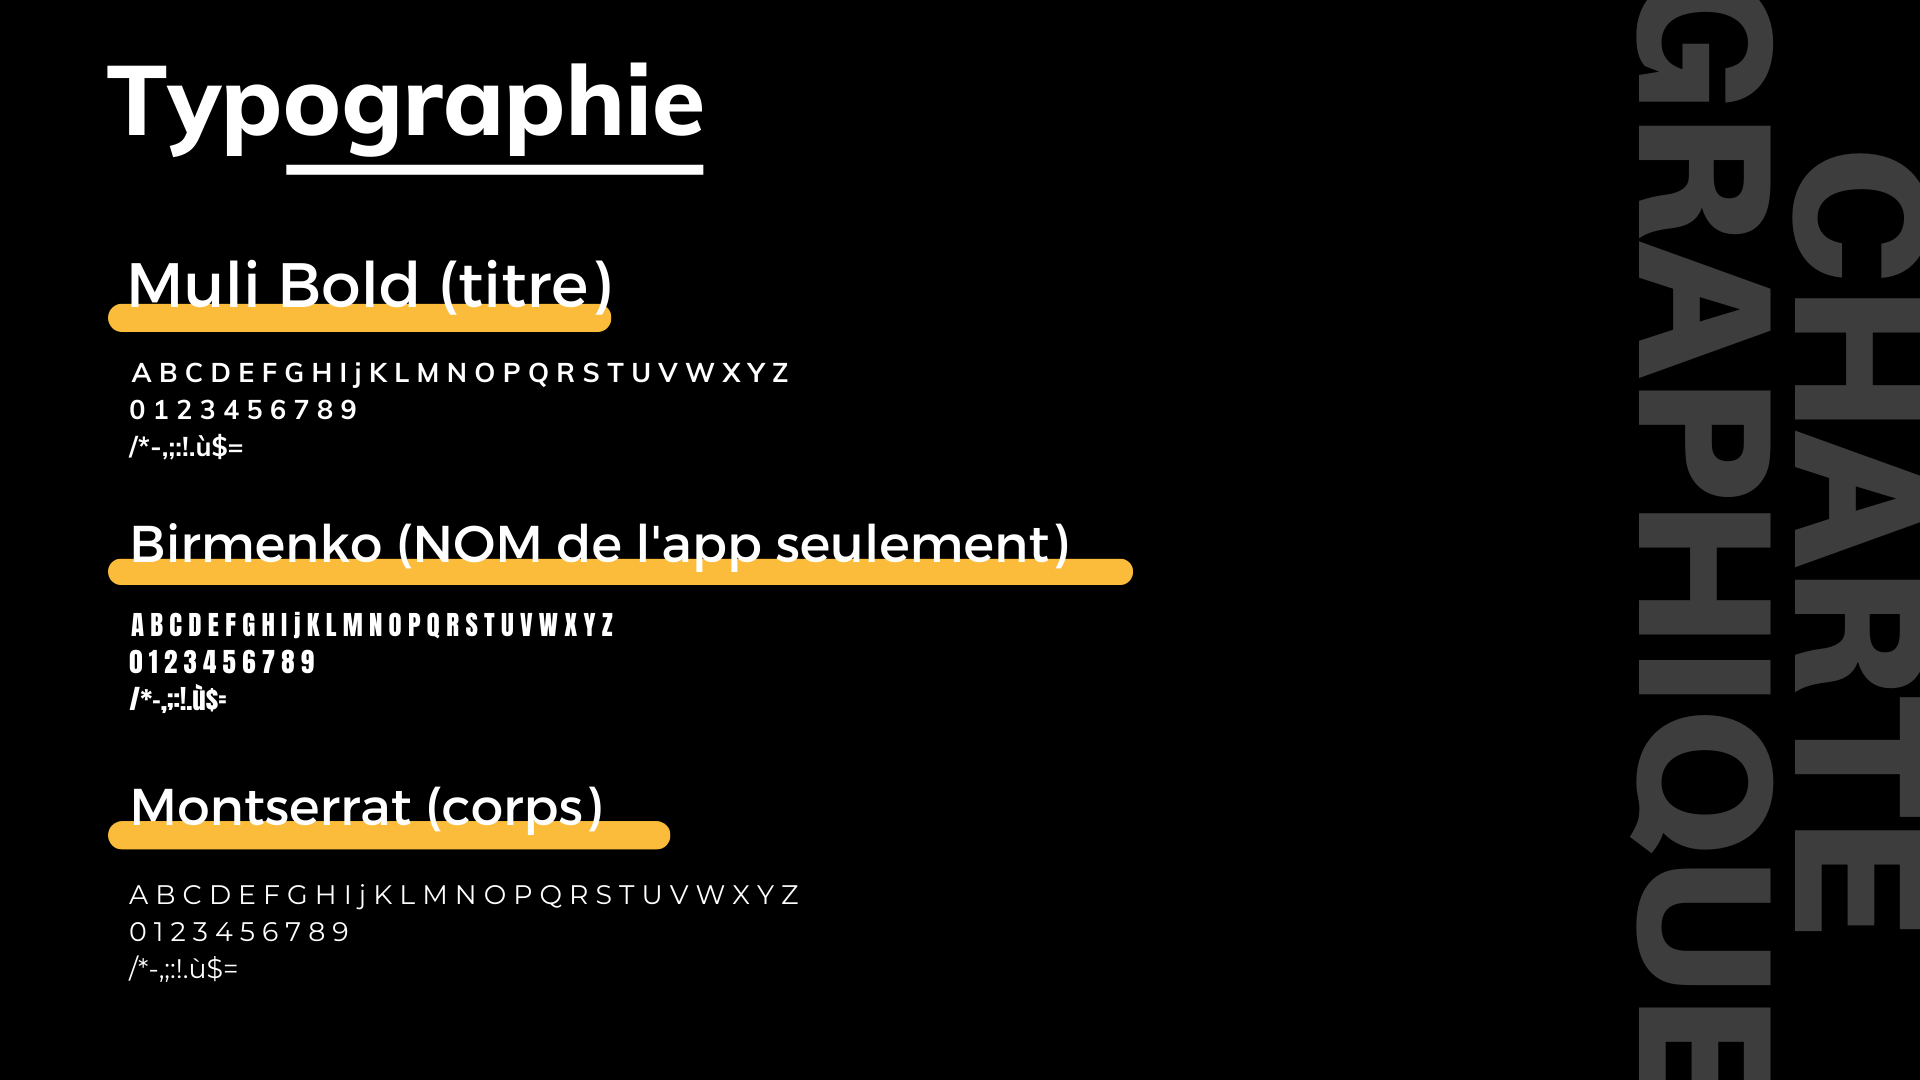 Typographie
Muli Bold (titre)
A B C D E F G H I j K L M N O P Q R S T U V W X Y Z
0 1 2 3 4 5 6 7 8 9
/*-,;:!.ù$=
Birmenko (NOM de l'app seulement)
A B C D E F G H I j K L M N O P Q R S T U V W X Y Z
0 1 2 3 4 5 6 7 8 9
/*-,;:!.ù$=
Montserrat (corps)
A B C D E F G H I j K L M N O P Q R S T U V W X Y Z
0 1 2 3 4 5 6 7 8 9
/*-,;:!.ù$=
CHARTE
GRAPHIQUE